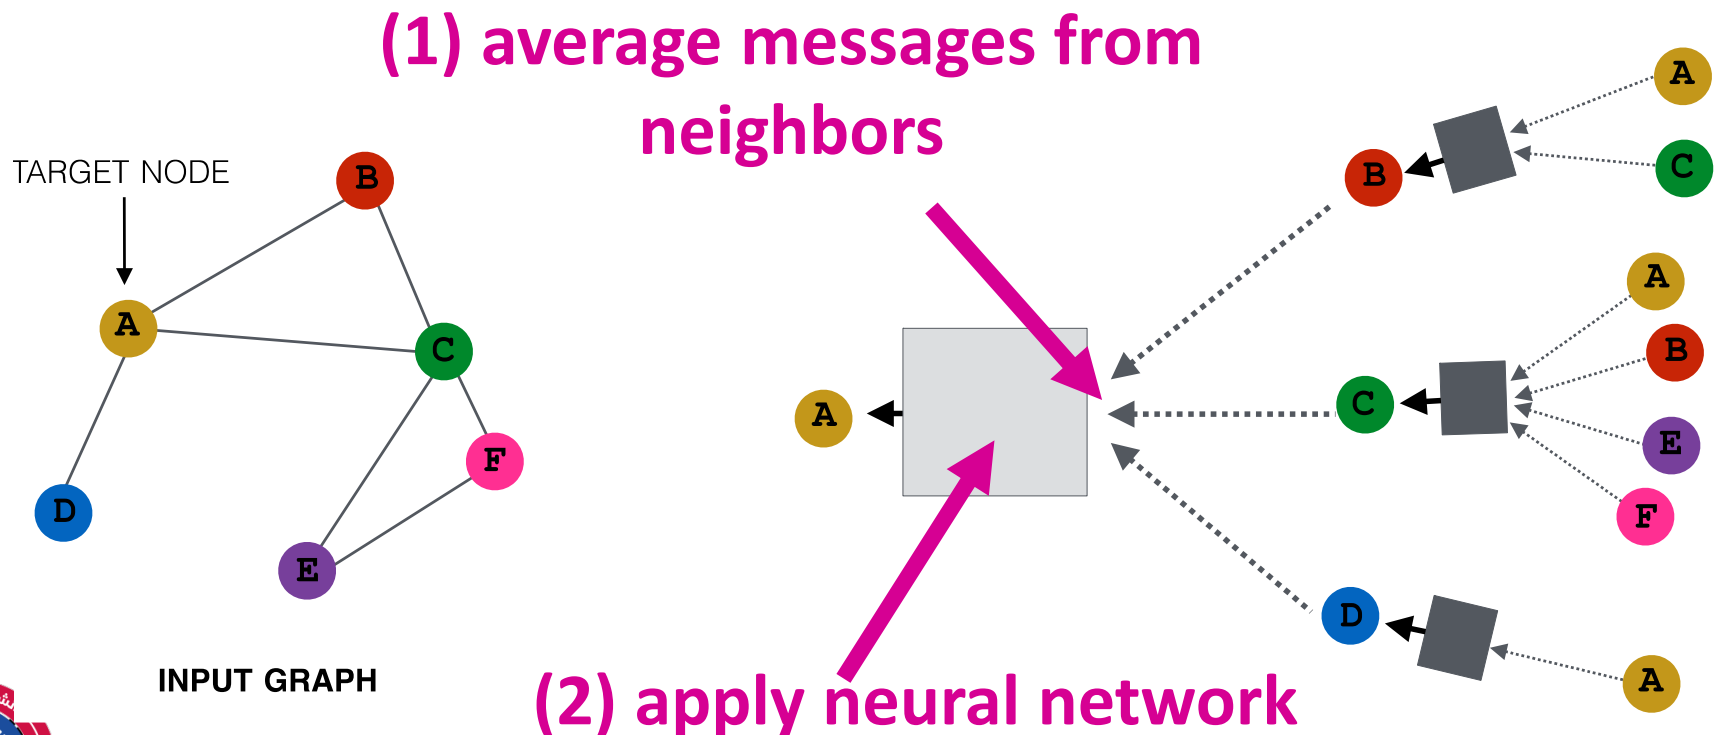 (1) average messages from
neighbors
TARGET NODE
B
A
C
F
D
E
INPUT GRAPH
A
B
C
D
A
C
A
B
E
F
A
(2) apply neural network